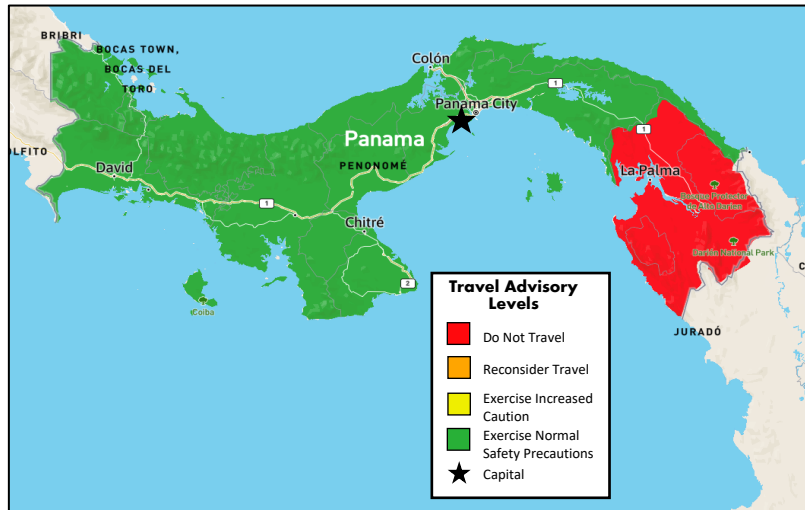 BRIBRI
BOCAS TOWN,
BOCAS DEL
TORO
Colón
1
Panama City
OLFITO
David
Panama
PENONOMÉ
1
La Palma
Bosque Protector
de Alto Darien
1
Chitré
Darién National Park
C
2
Coiba
JURADÓ
Travel Advisory
Levels
Do Not Travel
Reconsider Travel
Exercise Increased
Caution
Exercise Normal
Safety Precautions
Capital